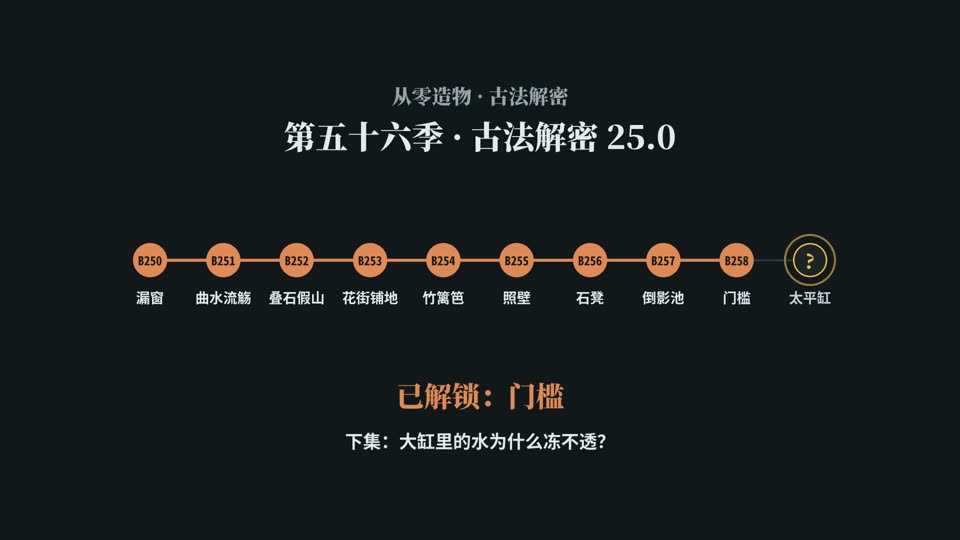 从零造物 · 古法解密
第五十六季 · 古法解密 25.0
B250 B251 B252 B253 B254 B255 B256 B257 B258 ?
漏窗 曲水流觞 叠石假山 花街铺地 竹篱笆 照壁 石凳 倒影池 门槛 太平缸
已解锁：门槛
下集：大缸里的水为什么冻不透？